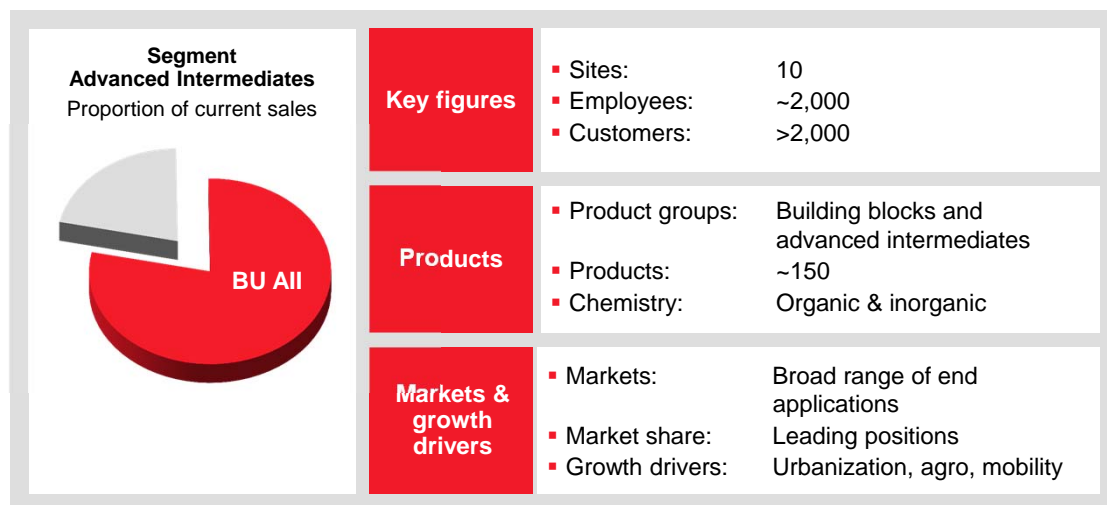 Segment
Advanced Intermediates
Proportion of current sales
BU AII
Key figures
▪ Sites: 10
▪ Employees: ~2,000
▪ Customers: >2,000
Products
▪ Product groups: Building blocks and
advanced intermediates
▪ Products: ~150
▪ Chemistry: Organic & inorganic
Markets &
growth
drivers
▪ Markets: Broad range of end
applications
▪ Market share: Leading positions
▪ Growth drivers: Urbanization, agro, mobility